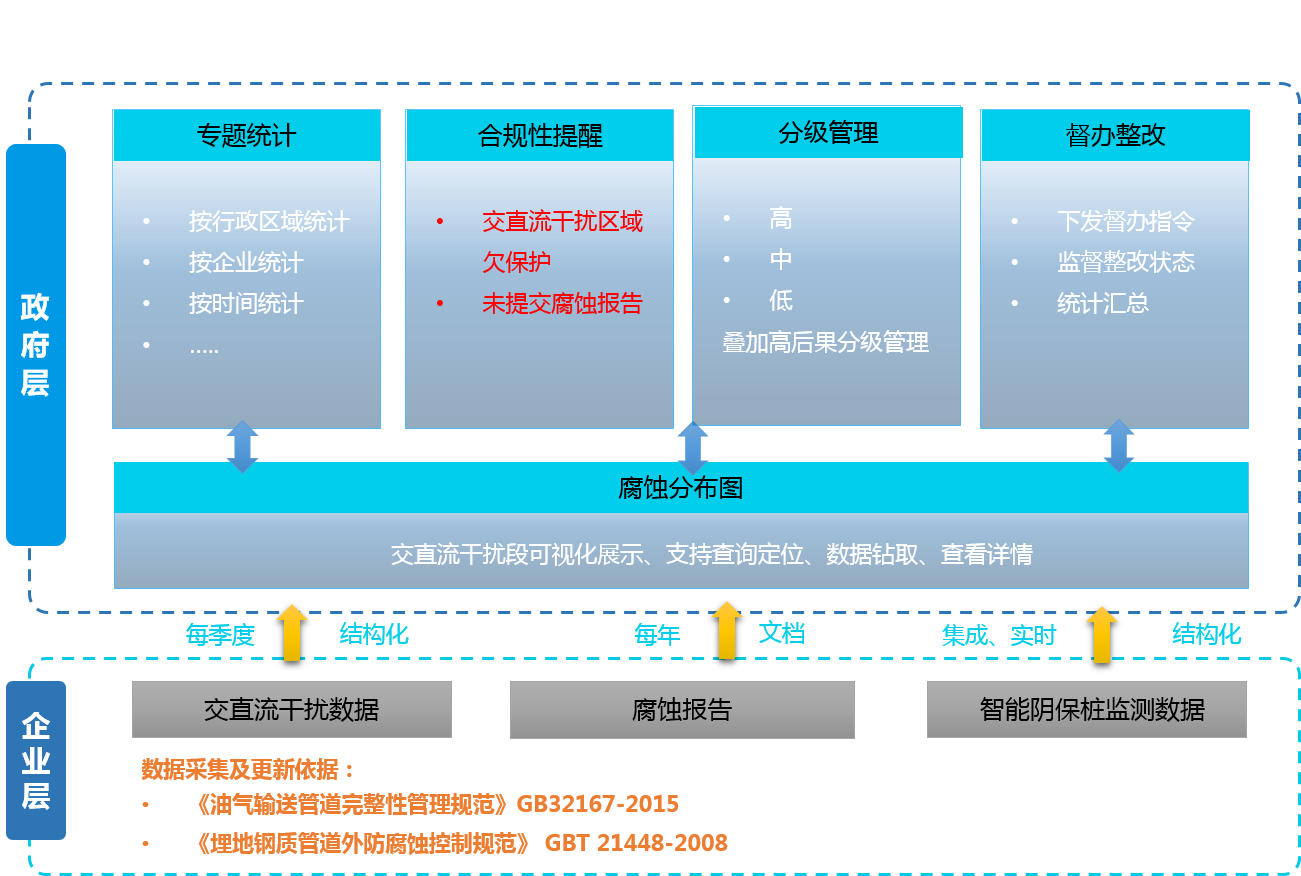 政府层
专题统计
• 按行政区域统计
• 按企业统计
• 按时间统计
• .....
合规性提醒
• 交直流干扰区域
欠保护
• 未提交腐蚀报告
分级管理
• 高
• 中
• 低
叠加高后果分级管理
督办整改
• 下发督办指令
• 监督整改状态
• 统计汇总
腐蚀分布图
交直流干扰段可视化展示、支持查询定位、数据钻取、查看详情
每季度 结构化
每年 文档
集成、实时 结构化
企业层
交直流干扰数据
腐蚀报告
智能阴保桩监测数据
数据采集及更新依据：
• 《油气输送管道完整性管理规范》GB32167-2015
• 《埋地钢质管道外防腐蚀控制规范》 GBT 21448-2008